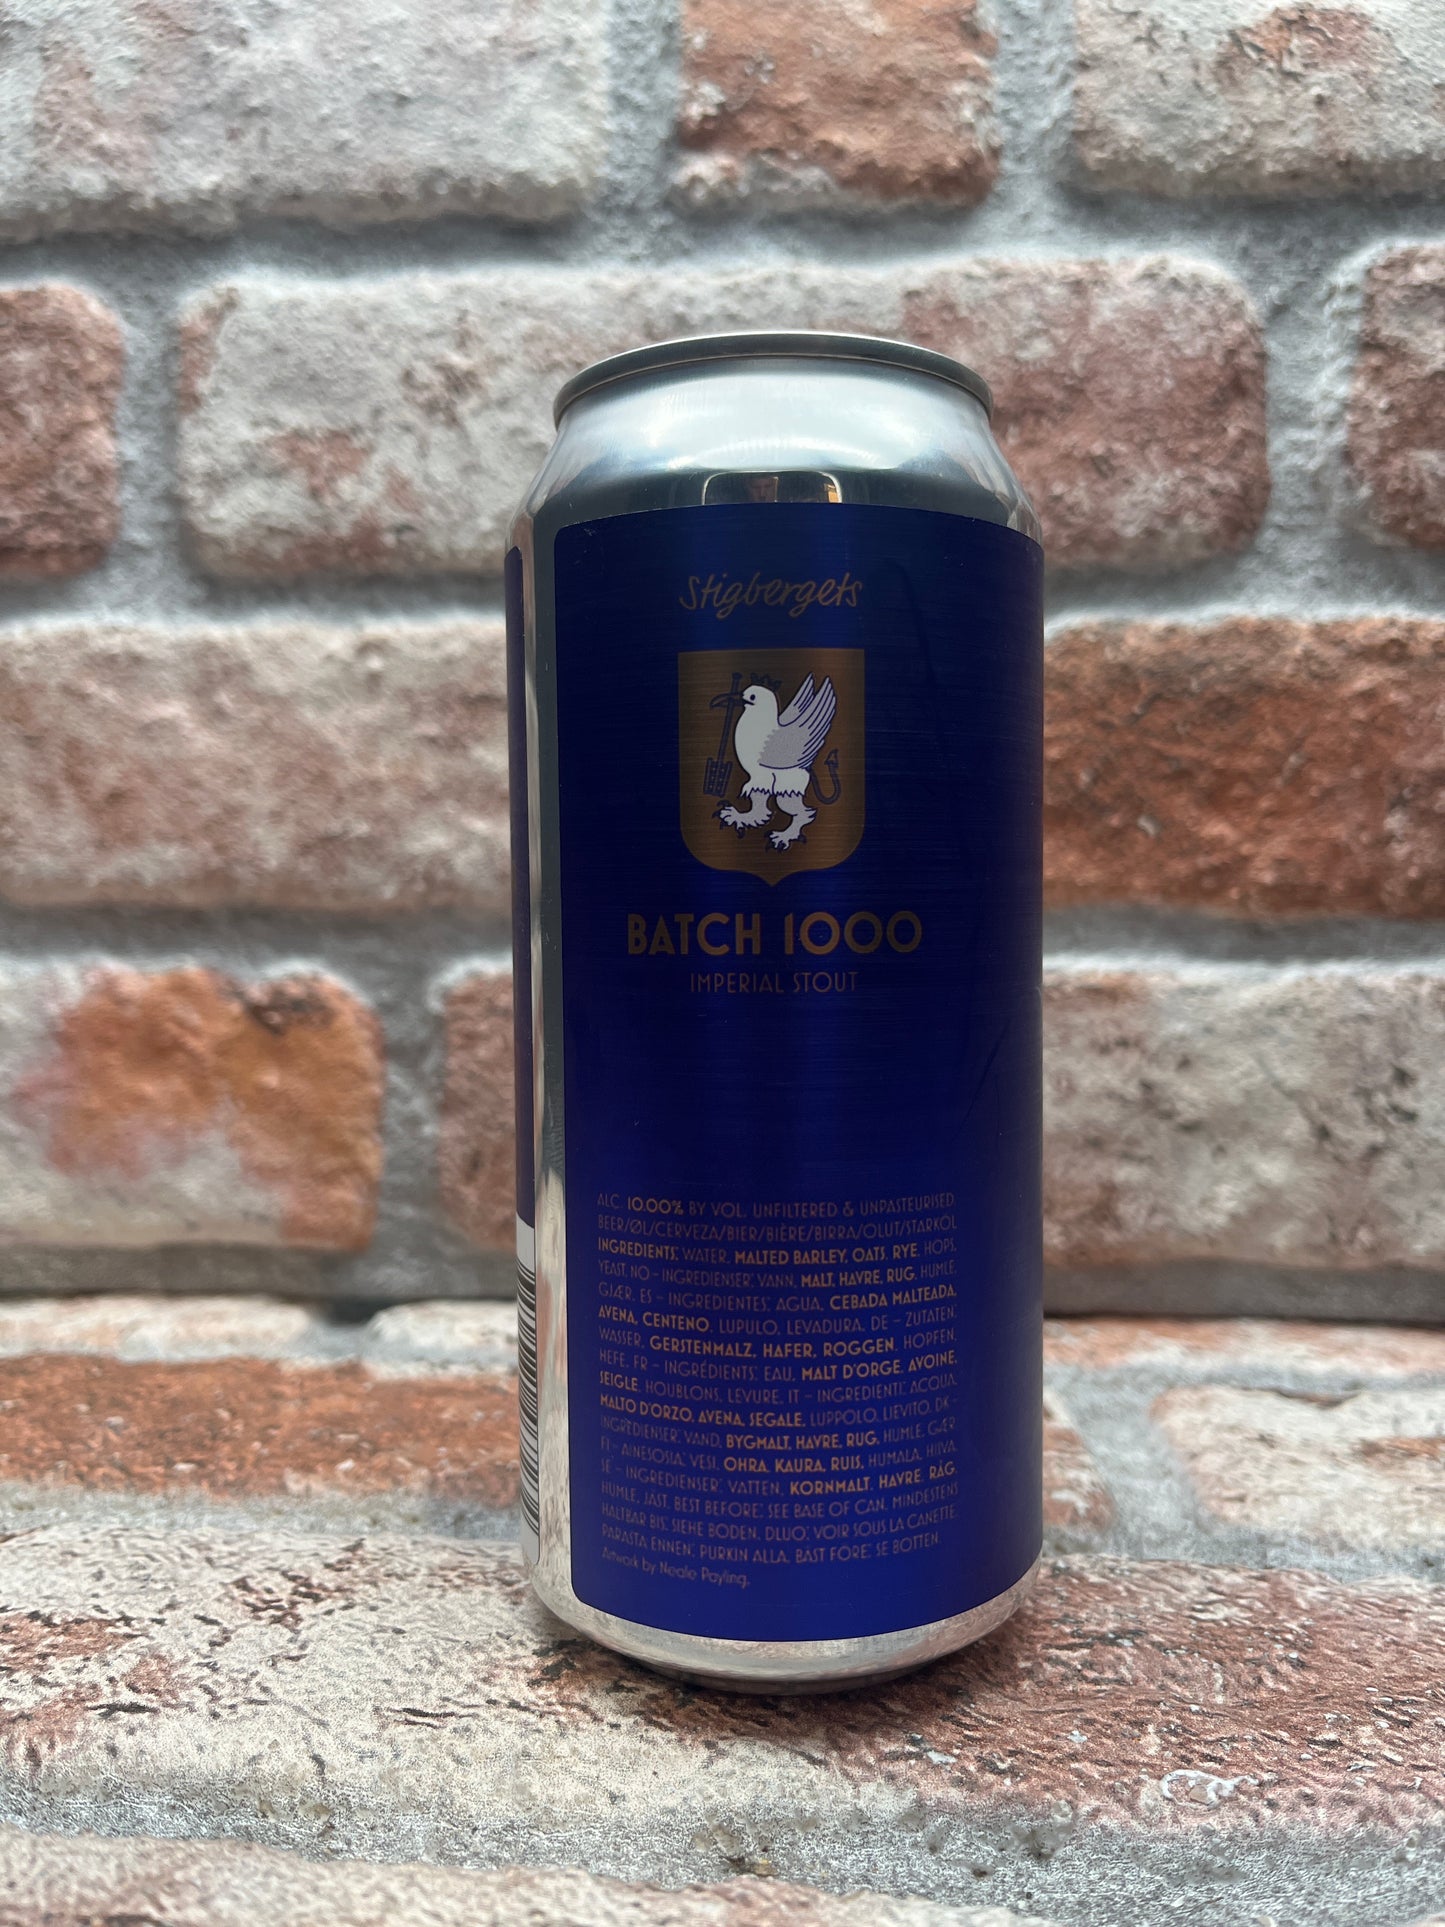 Stigbergets
BATCH 1000
IMPERIAL STOUT
ALC. 10.00% BY VOL. UNFILTERED & UNPASTEURISED.
BEER/ØL/CERVEZA/BIER/BIÈRE/BIRRA/OLUT/STARKÖL
INGREDIENTS: WATER, MALTED BARLEY, OATS, RYE, HOPS,
YEAST. NO – INGREDIENSER: VANN, MALT, HAVRE, RUG, HUMLE,
GJÆR. ES – INGREDIENTES: AGUA, CEBADA MALTEADA,
AVENA, CENTENO, LUPULO, LEVADURA. DE – ZUTATEN:
WASSER, GERSTENMALZ, HAFER, ROGGEN, HOPFEN,
HEFE. FR – INGRÉDIENTS: EAU, MALT D'ORGE, AVOINE,
SEIGLE, HOUBLONS, LEVURE. IT – INGREDIENTI: ACQUA,
MALTO D'ORZO, AVENA, SEGALE, LUPPOLO, LIEVITO. DK –
INGREDIENSER: VAND, BYGMALT, HAVRE, RUG, HUMLE, GÆR
FI – AINESOSIA: VESI, OHRA, KAURA, RUIS, HUMALA, HIIVA.
SE – INGREDIENSER: VATTEN, KORNMALT, HAVRE, RÅG,
HUMLE, JÄST. BEST BEFORE: SEE BASE OF CAN. MINDESTENS
HALTBAR BIS: SIEHE BODEN. DLUO: VOIR SOUS LA CANETTE.
PARASTA ENNEN: PURKIN ALLA. BÄST FÖRE: SE BOTTEN.
Artwork by Neale Payling.